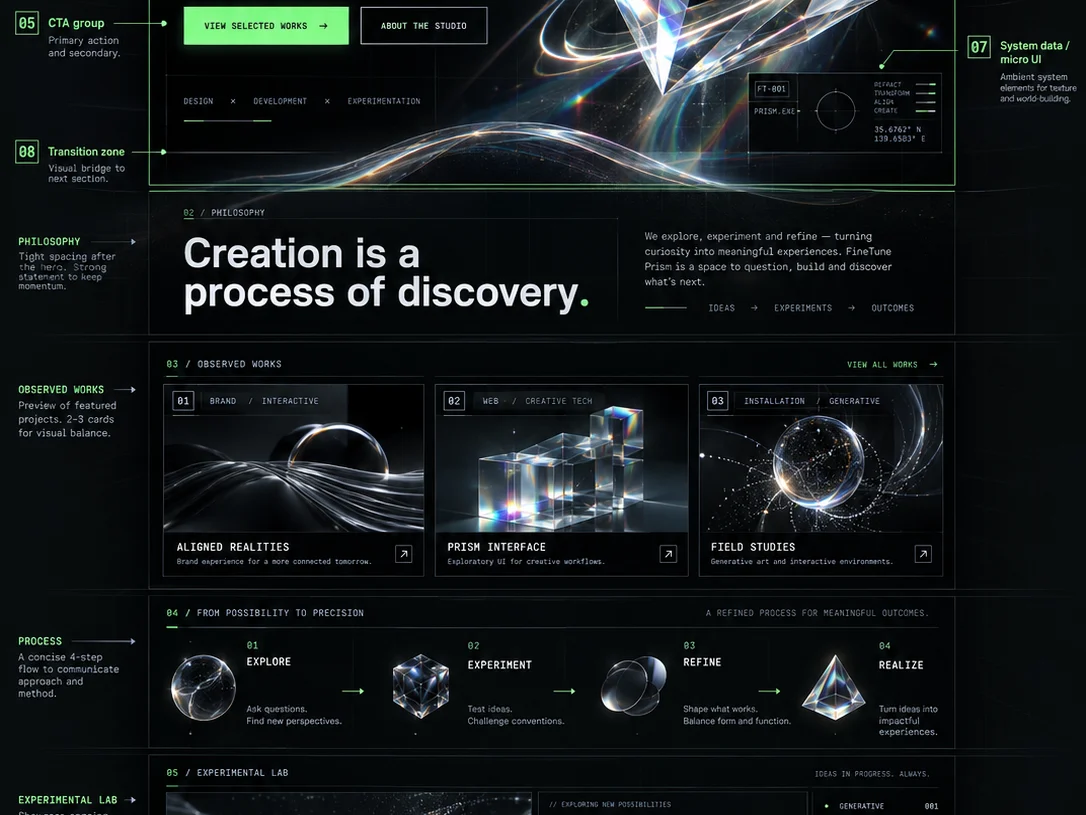 05 CTA group
Primary action
and secondary.
VIEW SELECTED WORKS →
ABOUT THE STUDIO
07 System data /
micro UI
Ambient system
elements for texture
and world-building.
DESIGN × DEVELOPMENT × EXPERIMENTATION
FT-801
PRISM.EXE
REFRACT
TRANSFORM
ALIGN
CREATE
35.6762° N
139.6503° E
08 Transition zone
Visual bridge to
next section.
PHILOSOPHY
Tight spacing after
the hero. Strong
statement to keep
momentum.
02 / PHILOSOPHY
Creation is a
process of discovery.
We explore, experiment and refine — turning
curiosity into meaningful experiences. FineTune
Prism is a space to question, build and discover
what's next.
IDEAS → EXPERIMENTS → OUTCOMES
OBSERVED WORKS
Preview of featured
projects. 2–3 cards
for visual balance.
03 / OBSERVED WORKS
VIEW ALL WORKS →
01 BRAND / INTERACTIVE
ALIGNED REALITIES
Brand experience for a more connected tomorrow.
02 WEB / CREATIVE TECH
PRISM INTERFACE
Exploratory UI for creative workflows.
03 INSTALLATION / GENERATIVE
FIELD STUDIES
Generative art and interactive environments.
PROCESS
A concise 4-step
flow to communicate
approach and
method.
04 / FROM POSSIBILITY TO PRECISION
A REFINED PROCESS FOR MEANINGFUL OUTCOMES.
01
EXPLORE
Ask questions.
Find new perspectives.
02
EXPERIMENT
Test ideas.
Challenge conventions.
03
REFINE
Shape what works.
Balance form and function.
04
REALIZE
Turn ideas into
impactful
experiences.
EXPERIMENTAL LAB
05 / EXPERIMENTAL LAB
IDEAS IN PROGRESS. ALWAYS.
// EXPLORING NEW POSSIBILITIES
GENERATIVE 001